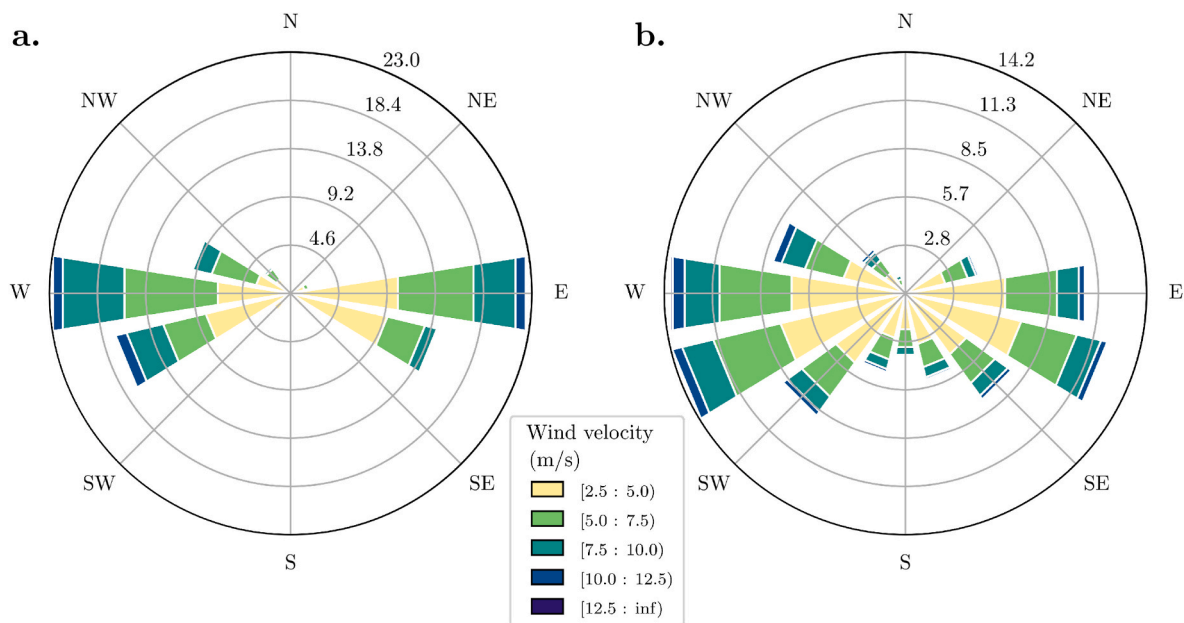 a.
N
NE
E
SE
S
SW
W
NW
23.0
18.4
13.8
9.2
4.6
b.
N
NE
E
SE
S
SW
W
NW
14.2
11.3
8.5
5.7
2.8
Wind velocity
(m/s)
[2.5 : 5.0)
[5.0 : 7.5)
[7.5 : 10.0)
[10.0 : 12.5)
[12.5 : inf)